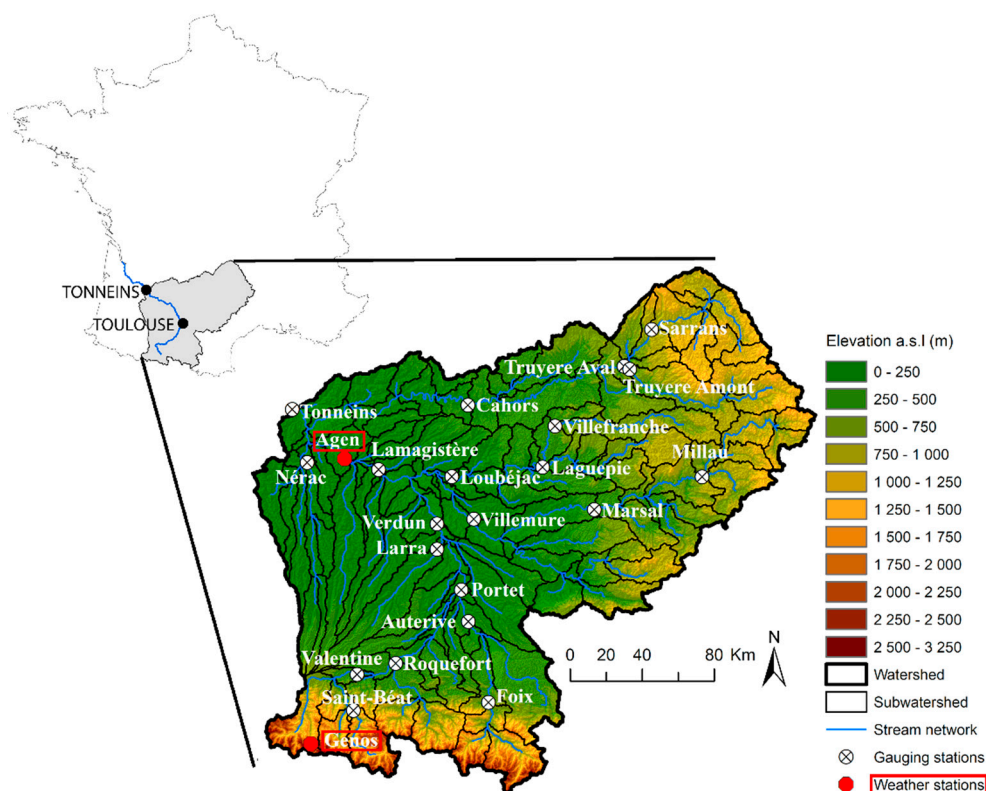 TONNEINS
TOULOUSE
Sarrans
Truyere Aval
Truyere Amont
Tonneins
Cahors
Agen
Villefranche
Lamagistère
Millau
Nérac
Loubéjac
Laguepie
Marsal
Verdun
Villemure
Larra
Portet
Auterive
Valentine
Roquefort
Saint-Béat
Foix
Genos
0 20 40 80 Km
N
Elevation a.s.l (m)
0 - 250
250 - 500
500 - 750
750 - 1 000
1 000 - 1 250
1 250 - 1 500
1 500 - 1 750
1 750 - 2 000
2 000 - 2 250
2 250 - 2 500
2 500 - 3 250
Watershed
Subwatershed
Stream network
Gauging stations
Weather stations